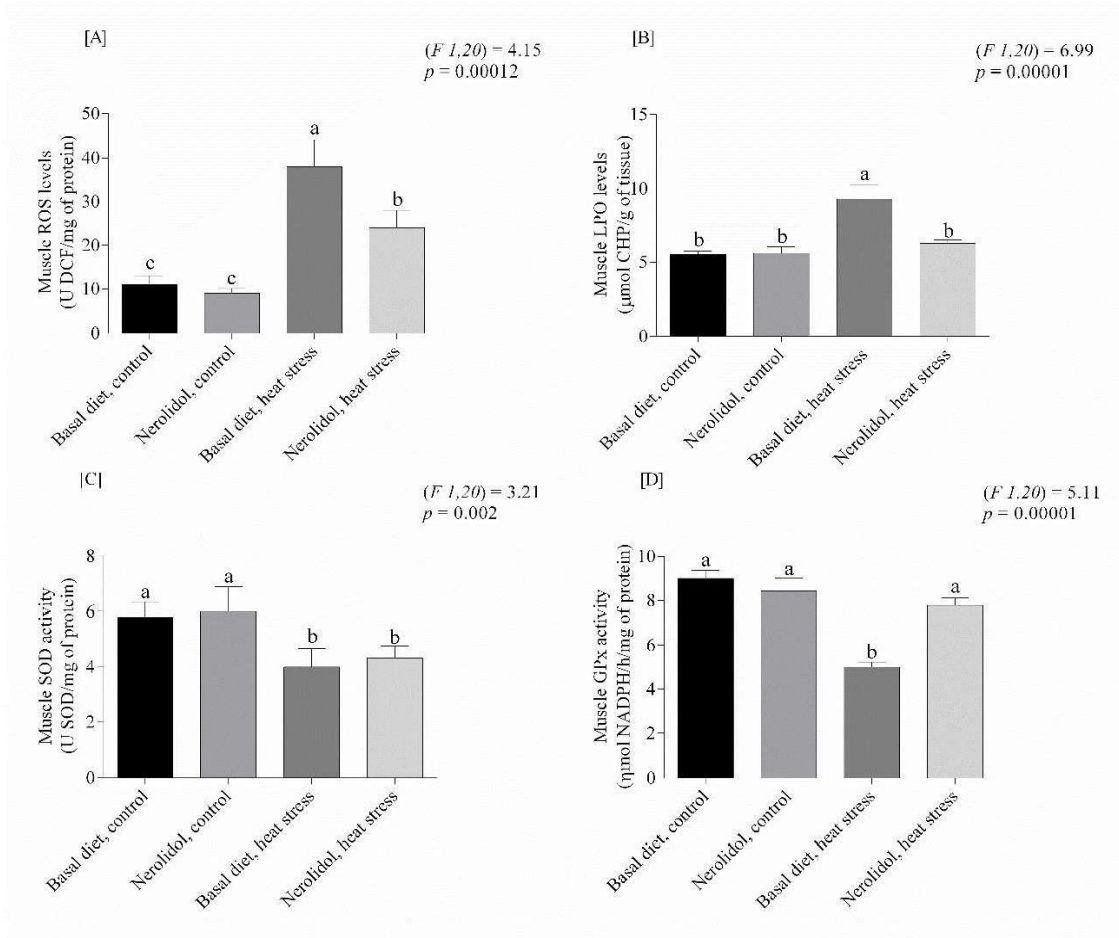 [A]
(F 1,20) = 4.15
p = 0.00012
Muscle ROS levels
(U DCF/mg of protein)
50
40
30
20
10
0
c
c
a
b
Basal diet, control
Nerolidol, control
Basal diet, heat stress
Nerolidol, heat stress
[B]
(F 1,20) = 6.99
p = 0.00001
Muscle LPO levels
(µmol CHP/g of tissue)
15
10
5
0
b
b
a
b
Basal diet, control
Nerolidol, control
Basal diet, heat stress
Nerolidol, heat stress
[C]
(F 1,20) = 3.21
p = 0.002
Muscle SOD activity
(U SOD/mg of protein)
8
6
4
2
0
a
a
b
b
Basal diet, control
Nerolidol, control
Basal diet, heat stress
Nerolidol, heat stress
[D]
(F 1,20) = 5.11
p = 0.00001
Muscle GPx activity
(ηmol NADPH/h/mg of protein)
10
8
6
4
2
0
a
a
b
a
Basal diet, control
Nerolidol, control
Basal diet, heat stress
Nerolidol, heat stress